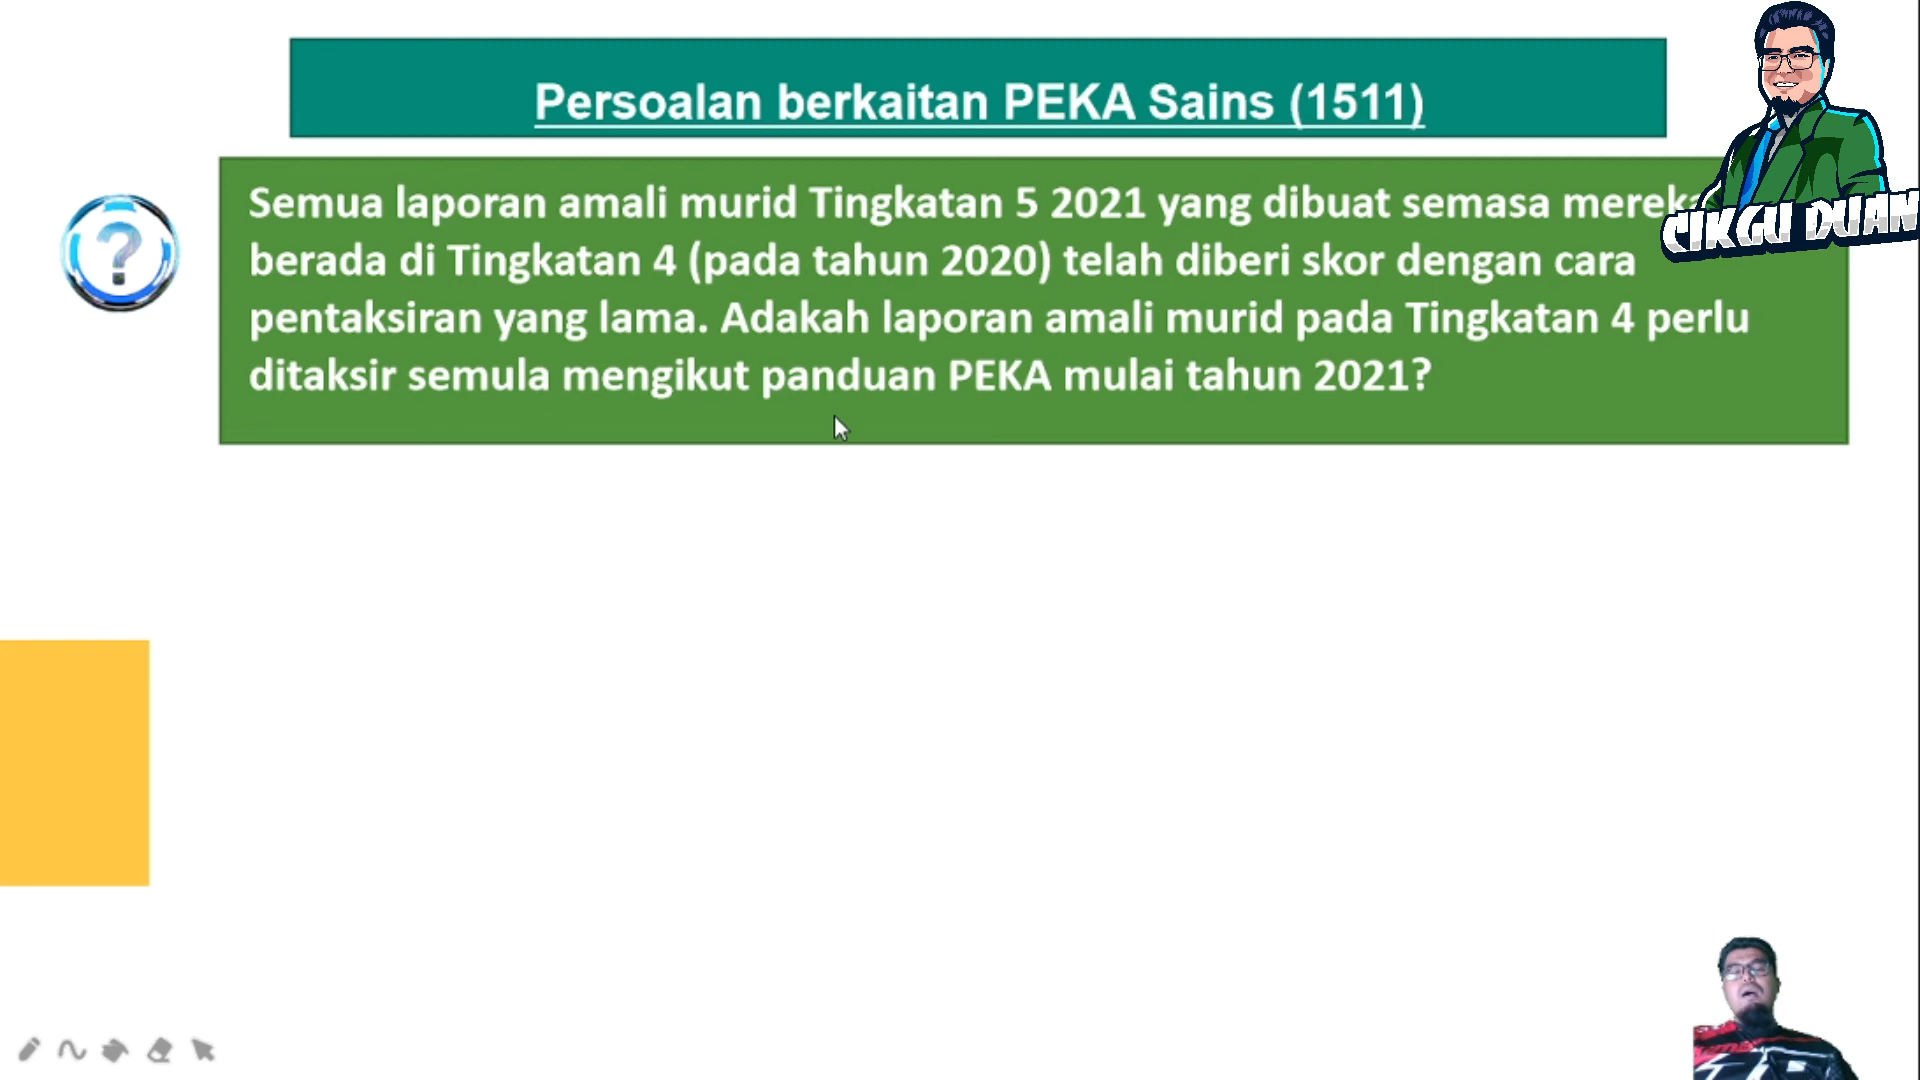 Persoalan berkaitan PEKA Sains (1511)
Semua laporan amali murid Tingkatan 5 2021 yang dibuat semasa mereka
berada di Tingkatan 4 (pada tahun 2020) telah diberi skor dengan cara
pentaksiran yang lama. Adakah laporan amali murid pada Tingkatan 4 perlu
ditaksir semula mengikut panduan PEKA mulai tahun 2021?
CIKGU DUAN